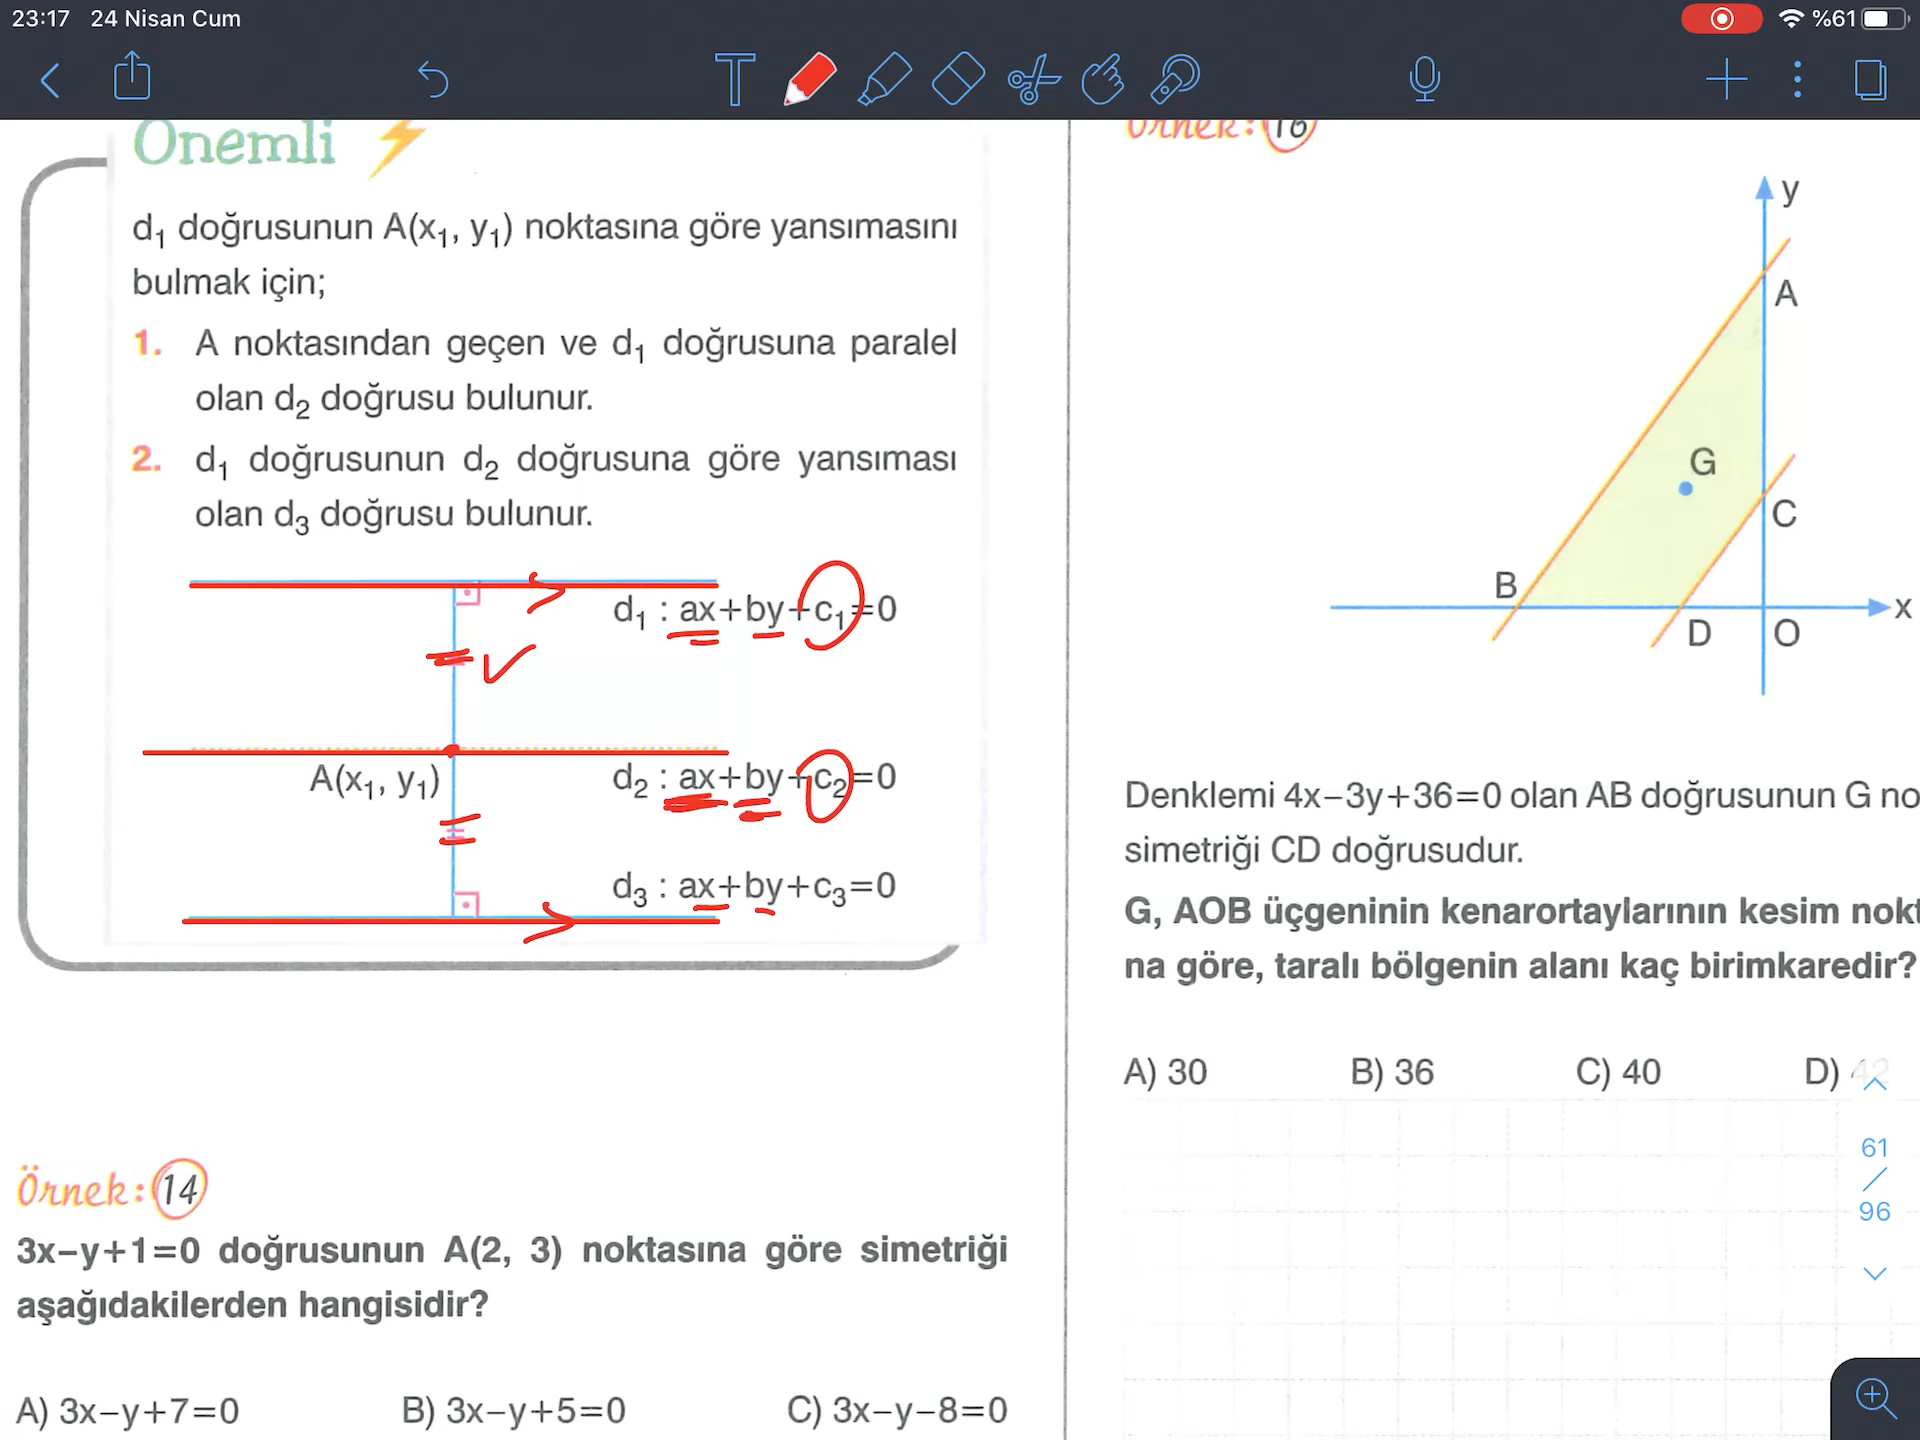 23:17 24 Nisan Cum
%61
Önemli
d₁ doğrusunun A(x₁, y₁) noktasına göre yansımasını
bulmak için;
1. A noktasından geçen ve d₁ doğrusuna paralel
olan d₂ doğrusu bulunur.
2. d₁ doğrusunun d₂ doğrusuna göre yansıması
olan d₃ doğrusu bulunur.
d₁ : ax+by+c₁=0
A(x₁, y₁)
d₂ : ax+by+c₂=0
d₃ : ax+by+c₃=0
Örnek: 14
3x−y+1=0 doğrusunun A(2, 3) noktasına göre simetriği
aşağıdakilerden hangisidir?
A) 3x−y+7=0 B) 3x−y+5=0 C) 3x−y−8=0
Örnek: 16
y
A
G
C
B
x
D
O
Denklemi 4x−3y+36=0 olan AB doğrusunun G no
simetriği CD doğrusudur.
G, AOB üçgeninin kenarortaylarının kesim nokt
na göre, taralı bölgenin alanı kaç birimkaredir?
A) 30 B) 36 C) 40 D) 42
61
/
96